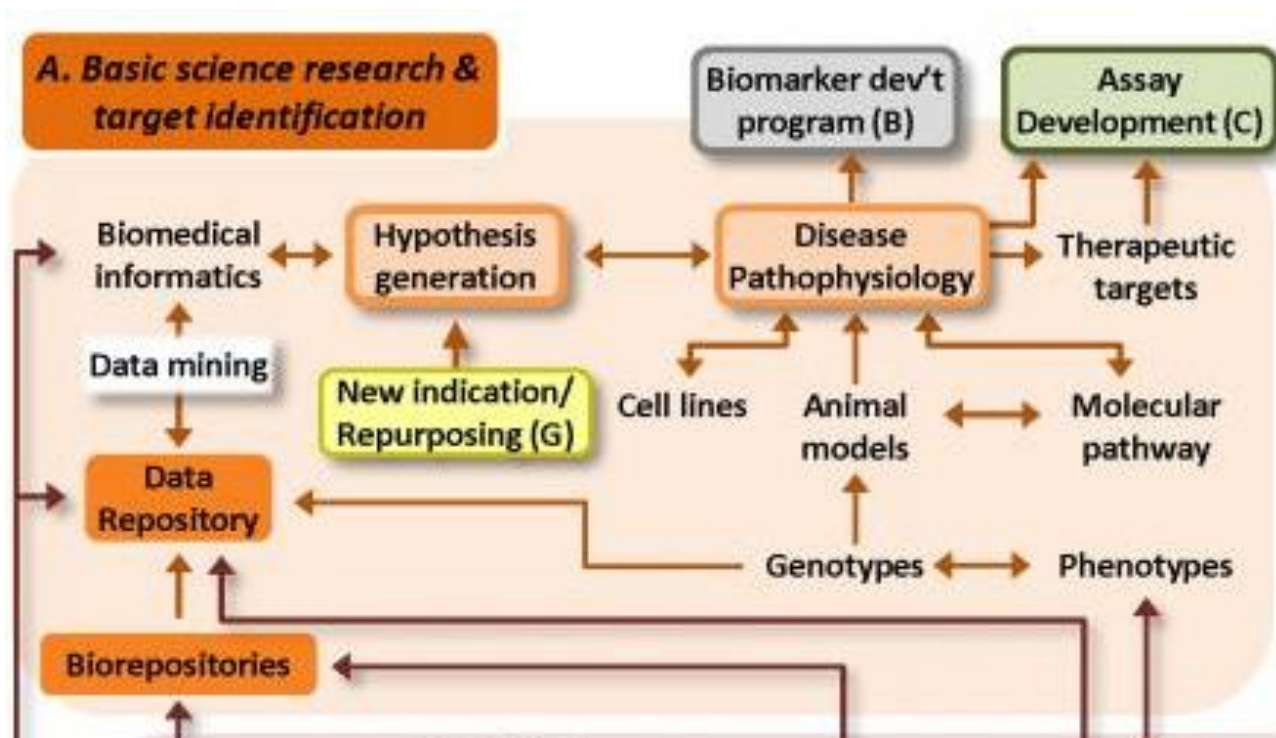 A. Basic science research &
target identification
Biomarker dev't
program (B)
Assay
Development (C)
Biomedical
informatics
Hypothesis
generation
Disease
Pathophysiology
Therapeutic
targets
Data mining
New indication/
Repurposing (G)
Cell lines
Animal
models
Molecular
pathway
Data
Repository
Genotypes
Phenotypes
Biorepositories